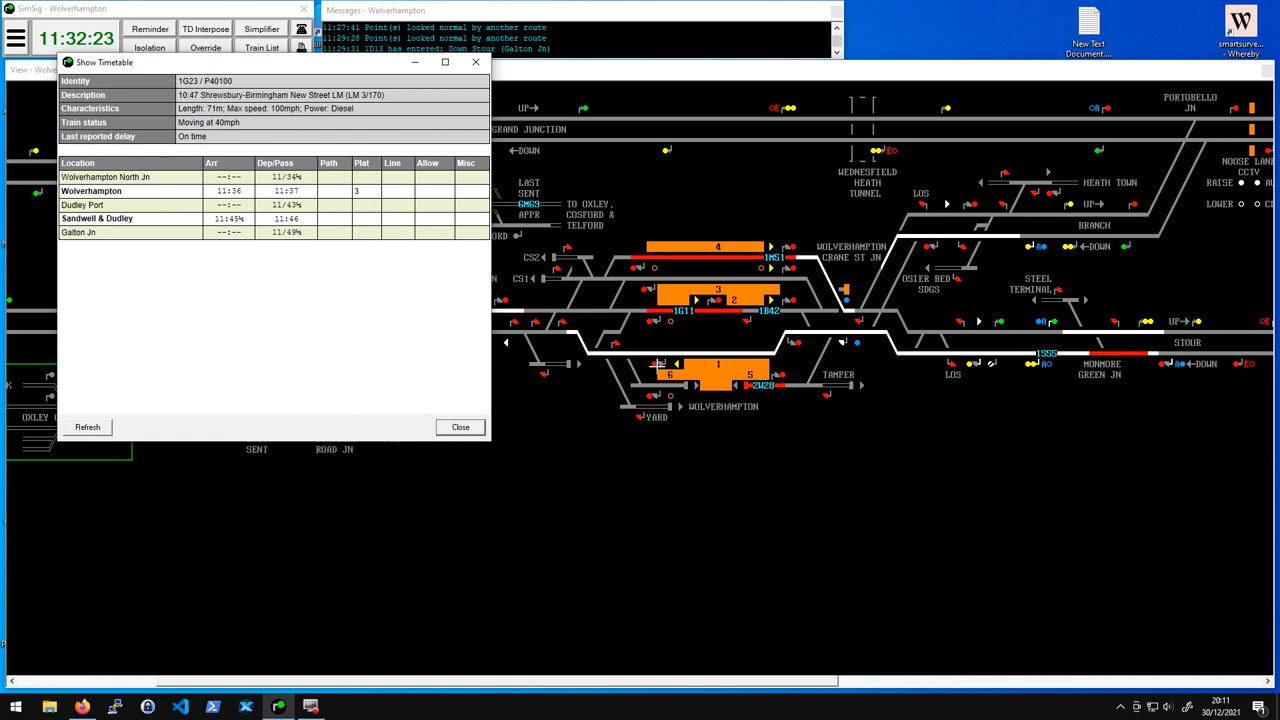 SimSig - Wolverhampton
11:32:23
Reminder
TD Interpose
Simplifier
Isolation
Override
Train List
Messages - Wolverhampton
11:27:41 Point(s) locked normal by another route
11:29:28 Point(s) locked normal by another route
11:29:31 1D13 has entered: Down Stour (Galton Jn)
New Text
Document....
smartsurve...
- Whereby
View - Wolve
Show Timetable
Identity 1G23 / P40100
Description 10:47 Shrewsbury-Birmingham New Street LM (LM 3/170)
Characteristics Length: 71m; Max speed: 100mph; Power: Diesel
Train status Moving at 40mph
Last reported delay On time
Location Arr Dep/Pass Path Plat Line Allow Misc
Wolverhampton North Jn --:-- 11/34½
Wolverhampton 11:36 11:37 3
Dudley Port --:-- 11/43½
Sandwell & Dudley 11:45½ 11:46
Galton Jn --:-- 11/49½
Refresh
Close
UP→
GRAND JUNCTION
←DOWN
E
A
PORTOBELLO
JN
WEDNESFIELD
HEATH
TUNNEL
E
NOOSE LANE
CCTV
RAISE
LOWER
LAST
SENT
6M69
APPR
TO OXLEY,
COSFORD &
TELFORD
LOS
HEATH TOWN
UP→
BRANCH
A
←DOWN
CS2
CS1
4
1M51
WOLVERHAMPTON
CRANE ST JN
3
2
1G11
1B42
OSIER BED
SDGS
STEEL
TERMINAL
A
UP→
E
STOUR
1S55
1
6
5
2W28
TAMPER
LOS
A
MONMORE
GREEN JN
A
←DOWN
E
WOLVERHAMPTON
YARD
K
OXLEY
SENT
ROAD JN
20:11
30/12/2021
1